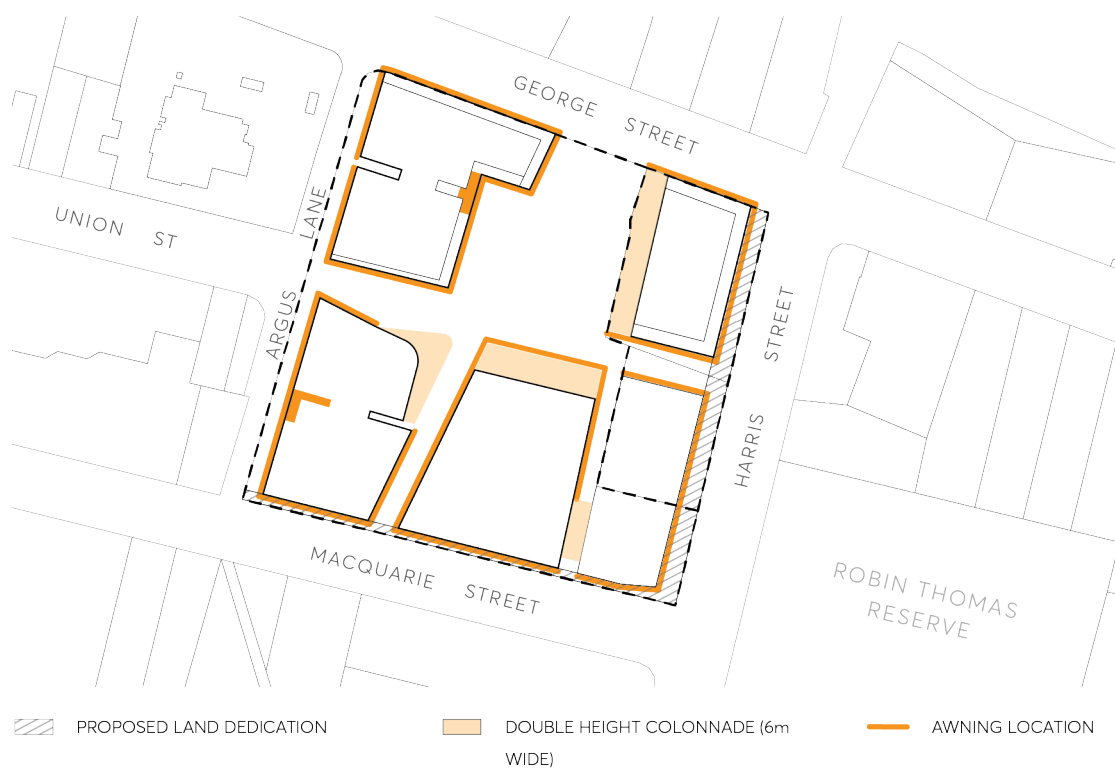 GEORGE STREET
UNION ST
ARGUS LANE
HARRIS STREET
MACQUARIE STREET
ROBIN THOMAS
RESERVE
PROPOSED LAND DEDICATION
DOUBLE HEIGHT COLONNADE (6m
WIDE)
AWNING LOCATION